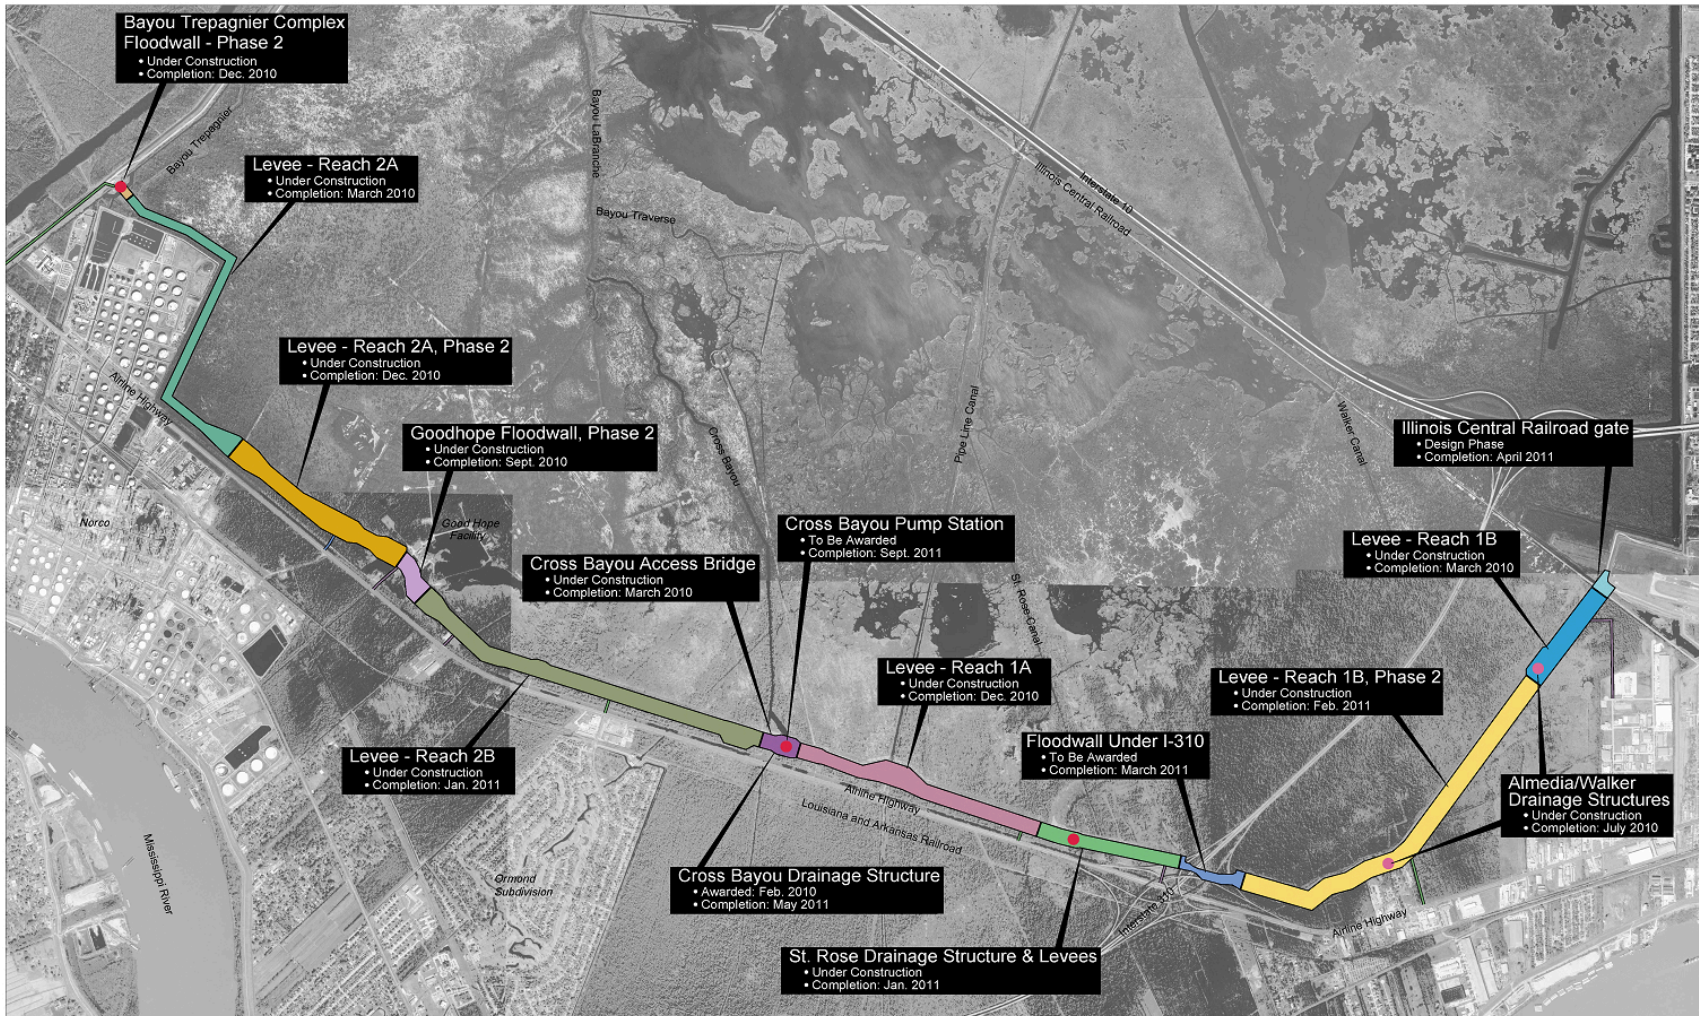 Bayou Trepagnier Complex
Floodwall - Phase 2
• Under Construction
• Completion: Dec. 2010
Bayou Trepagnier
Levee - Reach 2A
• Under Construction
• Completion: March 2010
Bayou LaBranche
Bayou Traverse
Interstate 10
Illinois Central Railroad
Levee - Reach 2A, Phase 2
• Under Construction
• Completion: Dec. 2010
Airline Highway
Goodhope Floodwall, Phase 2
• Under Construction
• Completion: Sept. 2010
Cross Bayou
Pipe Line Canal
Walker Canal
Illinois Central Railroad gate
• Design Phase
• Completion: April 2011
Norco
Good Hope
Facility
Cross Bayou Pump Station
• To Be Awarded
• Completion: Sept. 2011
Cross Bayou Access Bridge
• Under Construction
• Completion: March 2010
St. Rose Canal
Levee - Reach 1B
• Under Construction
• Completion: March 2010
Levee - Reach 1A
• Under Construction
• Completion: Dec. 2010
Levee - Reach 1B, Phase 2
• Under Construction
• Completion: Feb. 2011
Levee - Reach 2B
• Under Construction
• Completion: Jan. 2011
Floodwall Under I-310
• To Be Awarded
• Completion: March 2011
Almedia/Walker
Drainage Structures
• Under Construction
• Completion: July 2010
Airline Highway
Louisiana and Arkansas Railroad
Mississippi River
Ormond
Subdivision
Cross Bayou Drainage Structure
• Awarded: Feb. 2010
• Completion: May 2011
Interstate 310
Airline Highway
St. Rose Drainage Structure & Levees
• Under Construction
• Completion: Jan. 2011